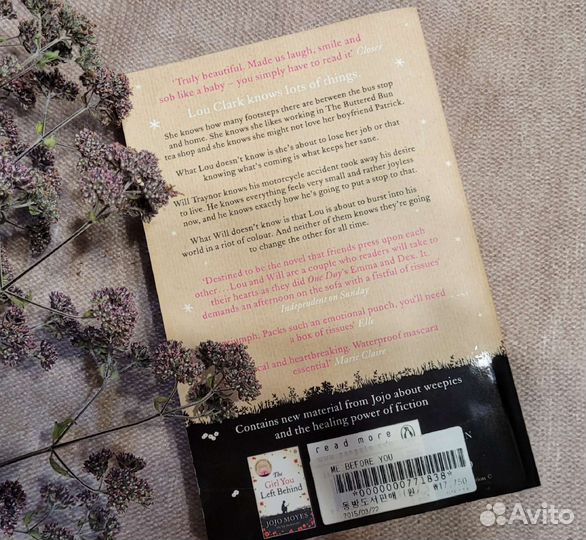 'Truly beautiful. Made us laugh, smile and
sob like a baby – you simply have to read it' Closer
Lou Clark knows lots of things.
She knows how many footsteps there are between the bus stop
and home. She knows she likes working in The Buttered Bun
tea shop and she knows she might not love her boyfriend Patrick.
What Lou doesn't know is she's about to lose her job or that
knowing what's coming is what keeps her sane.
Will Traynor knows his motorcycle accident took away his desire
to live. He knows everything feels very small and rather joyless
now, and he knows exactly how he's going to put a stop to that.
What Will doesn't know is that Lou is about to burst into his
world in a riot of colour. And neither of them knows they're going
to change the other for all time.
'Destined to be the novel that friends press upon each
other . . . Lou and Will are a couple who readers will take to
their hearts as they did One Day's Emma and Dex. It
demands an afternoon on the sofa with a fistful of tissues'
Independent on Sunday
Packs such an emotional punch, you'll need
a box of tissues' Elle
and heartbreaking. Waterproof mascara
essential' Marie Claire
Contains new material from Jojo about weepies
and the healing power of fiction
read more
The
Girl You
Left Behind
JOJO MOYES
ME BEFORE YOU
*0000000771838*
동방도서판매
₩17,750
2015/03/22
Avito